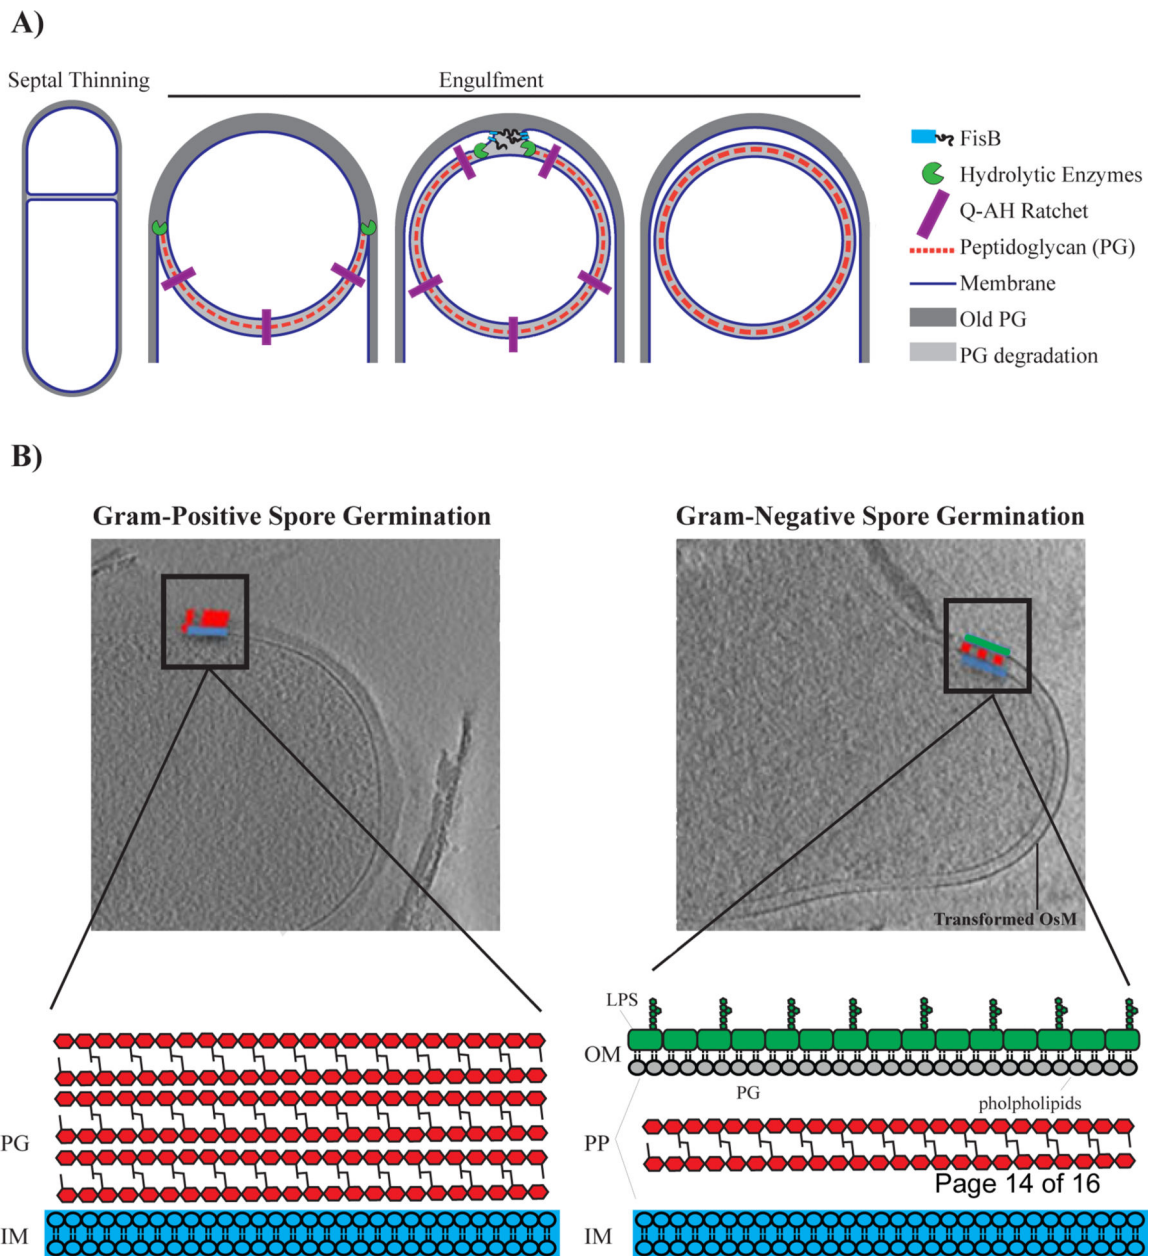 A)
Septal Thinning
Engulfment
FisB
Hydrolytic Enzymes
Q-AH Ratchet
Peptidoglycan (PG)
Membrane
Old PG
PG degradation
B)
Gram-Positive Spore Germination
Gram-Negative Spore Germination
Transformed OsM
LPS
OM
PG
pholpholipids
PG
PP
Page 14 of 16
IM
IM